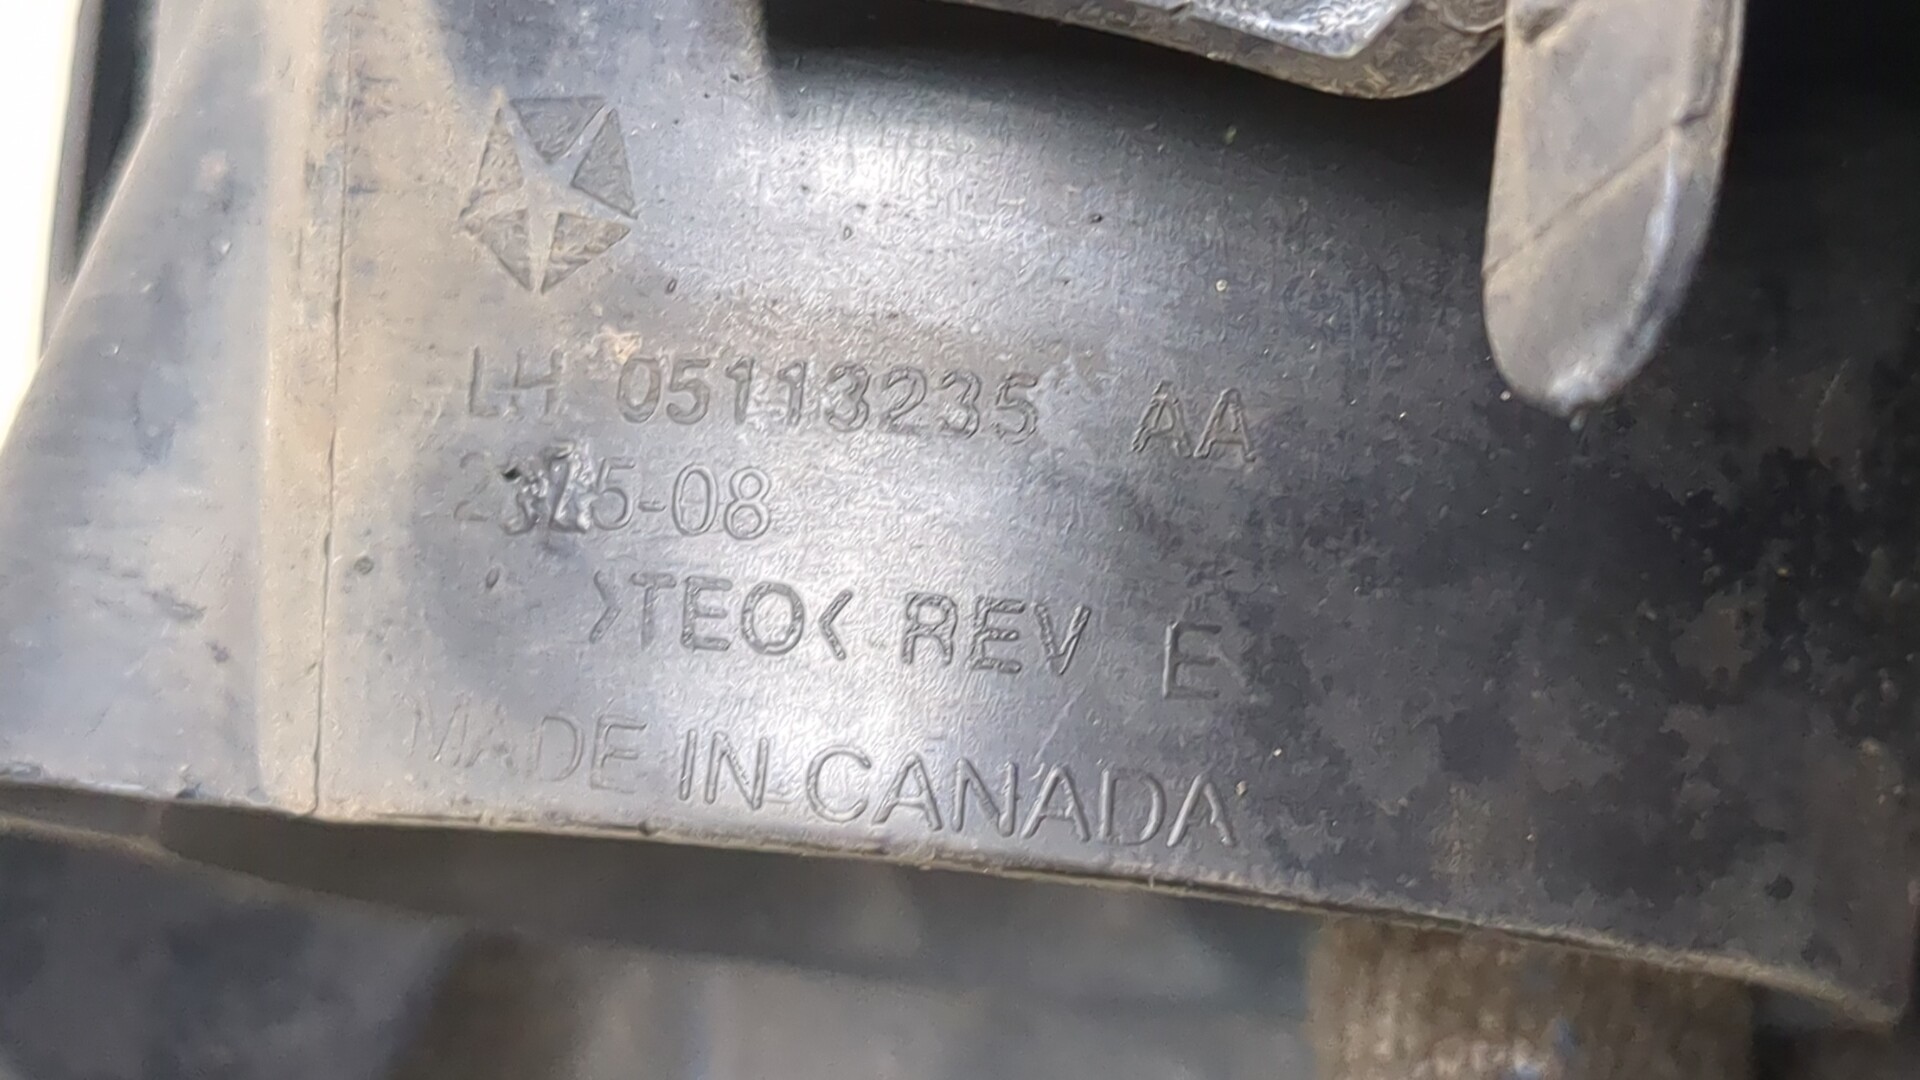 LH 05113235 AA
>TEO< REV E
MADE IN CANADA